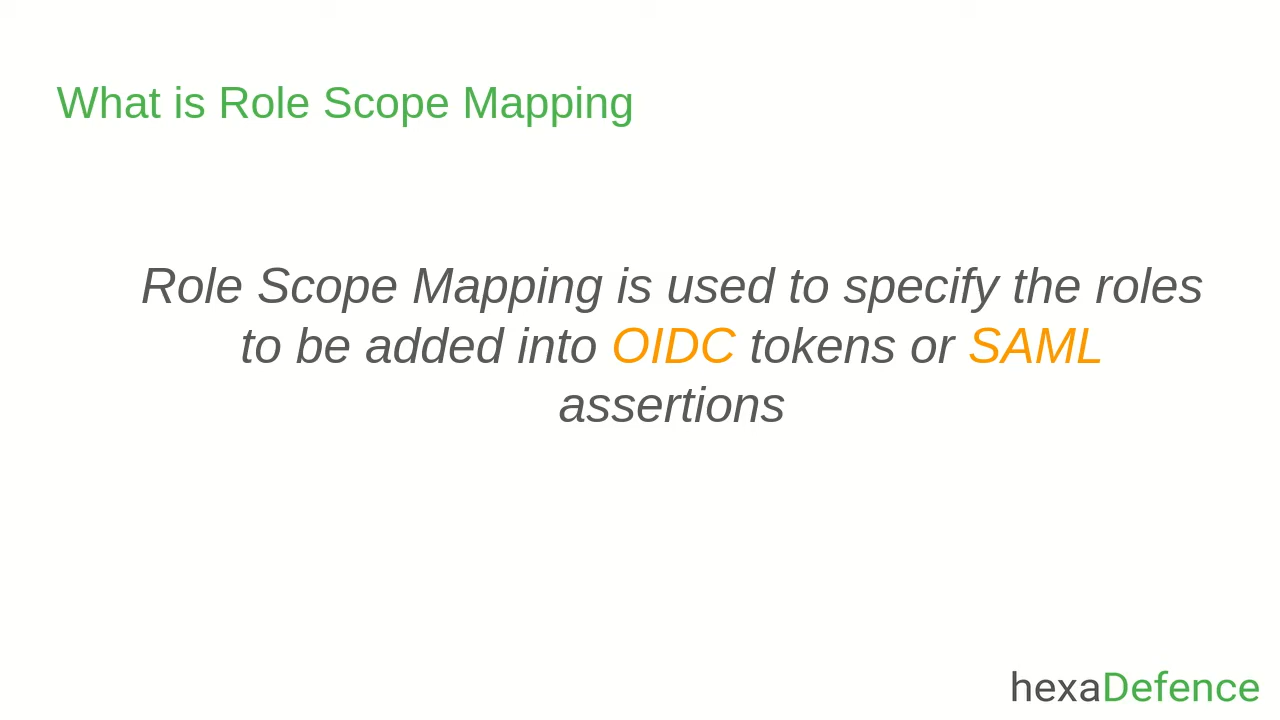 What is Role Scope Mapping
Role Scope Mapping is used to specify the roles
to be added into OIDC tokens or SAML
assertions
hexaDefence